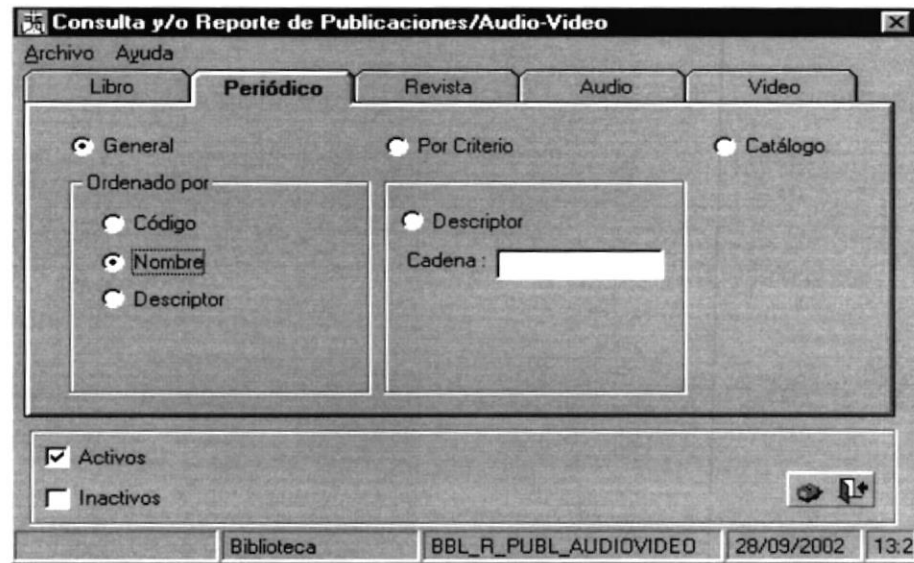 Consulta y/o Reporte de Publicaciones/Audio-Video
Archivo Ayuda
Libro Periódico Revista Audio Video
General Por Criterio Catálogo
Ordenado por
Código Descriptor
Nombre Cadena :
Descriptor
Activos
Inactivos
Biblioteca BBL_R_PUBL_AUDIOVIDEO 28/09/2002 13:2